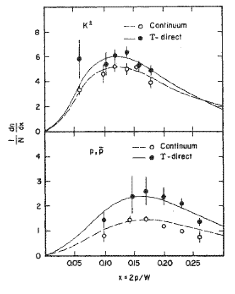 K±
Continuum
T-direct
6
4
2
0
1/N dn/dx
p, p̄
Continuum
T-direct
4
3
2
1
0
0.05
0.10
0.15
0.20
0.25
x = 2p/W